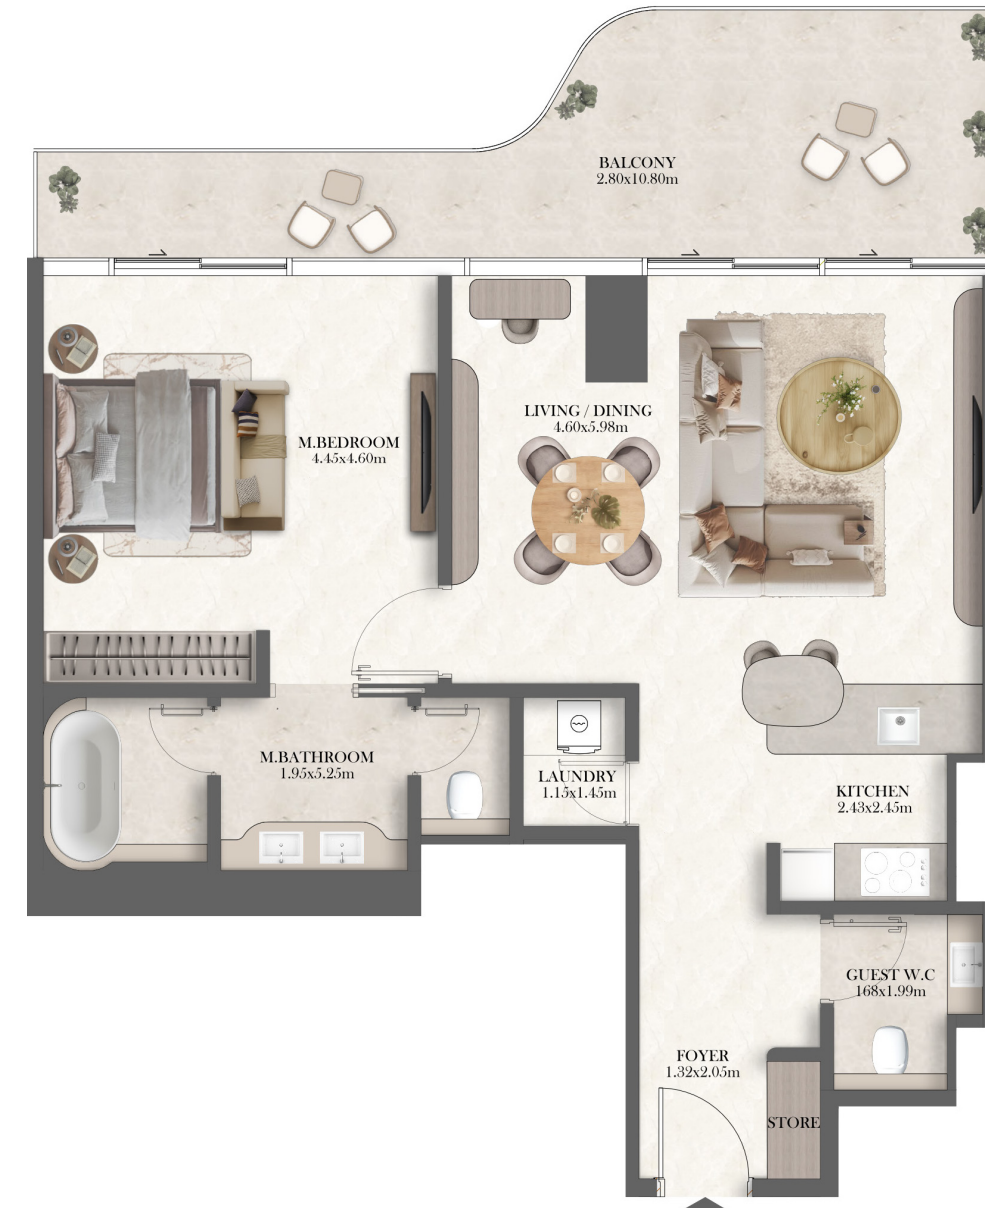 BALCONY
2.80x10.80m
LIVING / DINING
4.60x5.98m
M.BEDROOM
4.45x4.60m
M.BATHROOM
1.95x5.25m
LAUNDRY
1.15x1.45m
KITCHEN
2.43x2.45m
GUEST W.C
168x1.99m
FOYER
1.32x2.05m
STORE